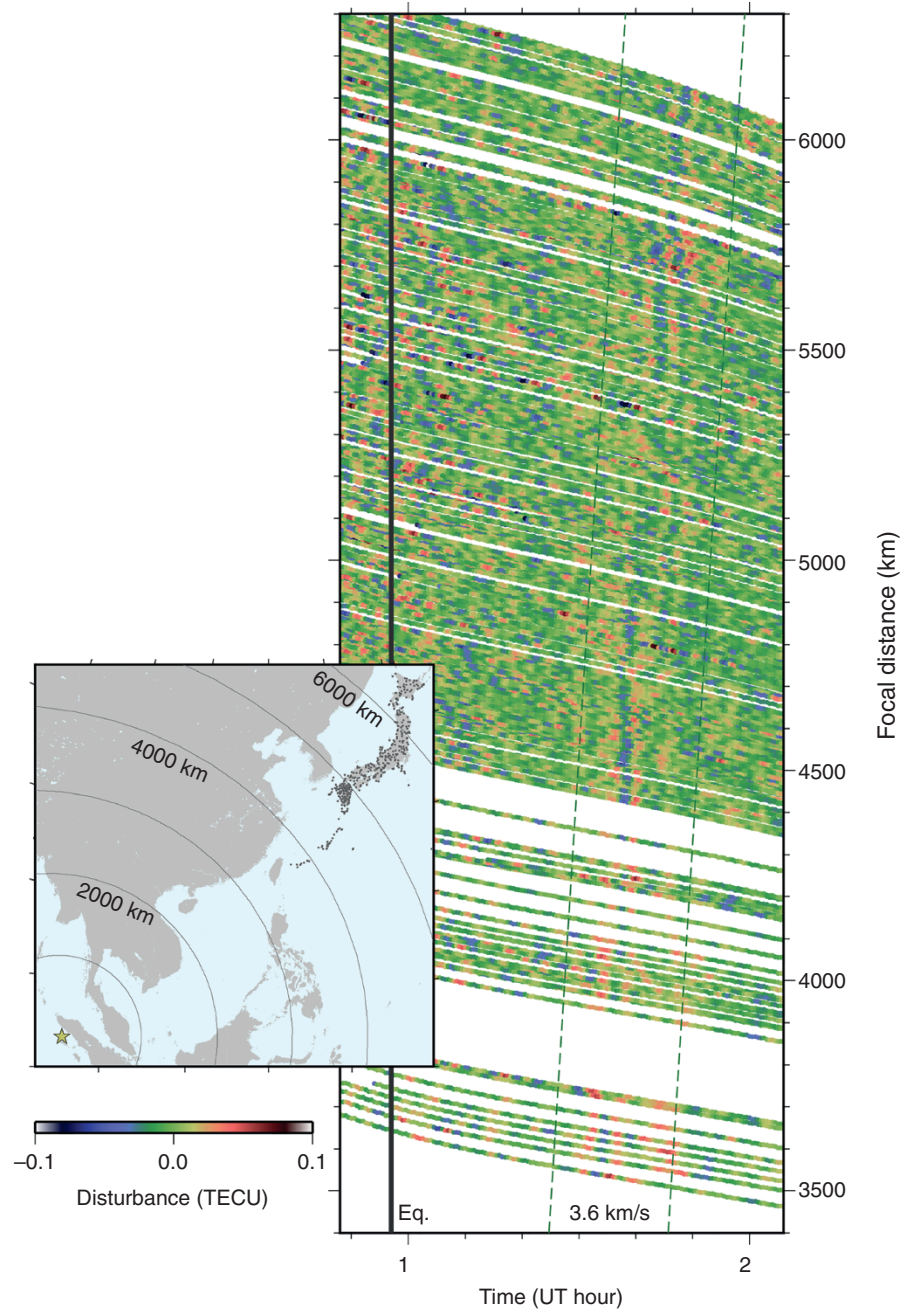 6000
5500
5000
4500
4000
3500
Focal distance (km)
6000 km
4000 km
2000 km
–0.1
0.0
0.1
Disturbance (TECU)
Eq.
3.6 km/s
1
2
Time (UT hour)